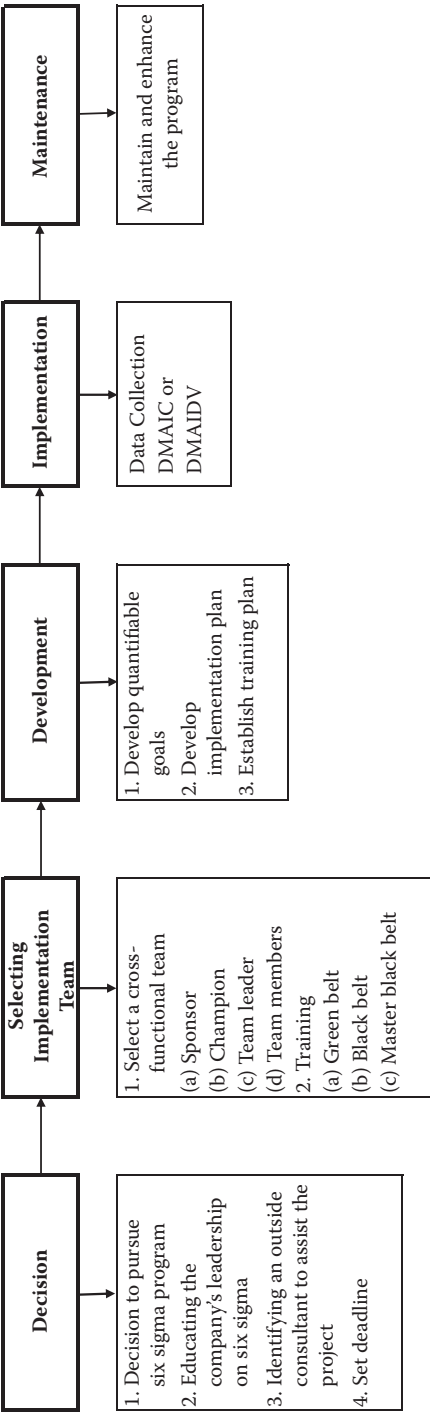 Decision
1. Decision to pursue
six sigma program
2. Educating the
company’s leadership
on six sigma
3. Identifying an outside
consultant to assist the
project
4. Set deadline
Selecting
Implementation
Team
1. Select a cross-
functional team
(a) Sponsor
(b) Champion
(c) Team leader
(d) Team members
2. Training
(a) Green belt
(b) Black belt
(c) Master black belt
Development
1. Develop quantifiable
goals
2. Develop
implementation plan
3. Establish training plan
Implementation
Data Collection
DMAIC or
DMAIDV
Maintenance
Maintain and enhance
the program